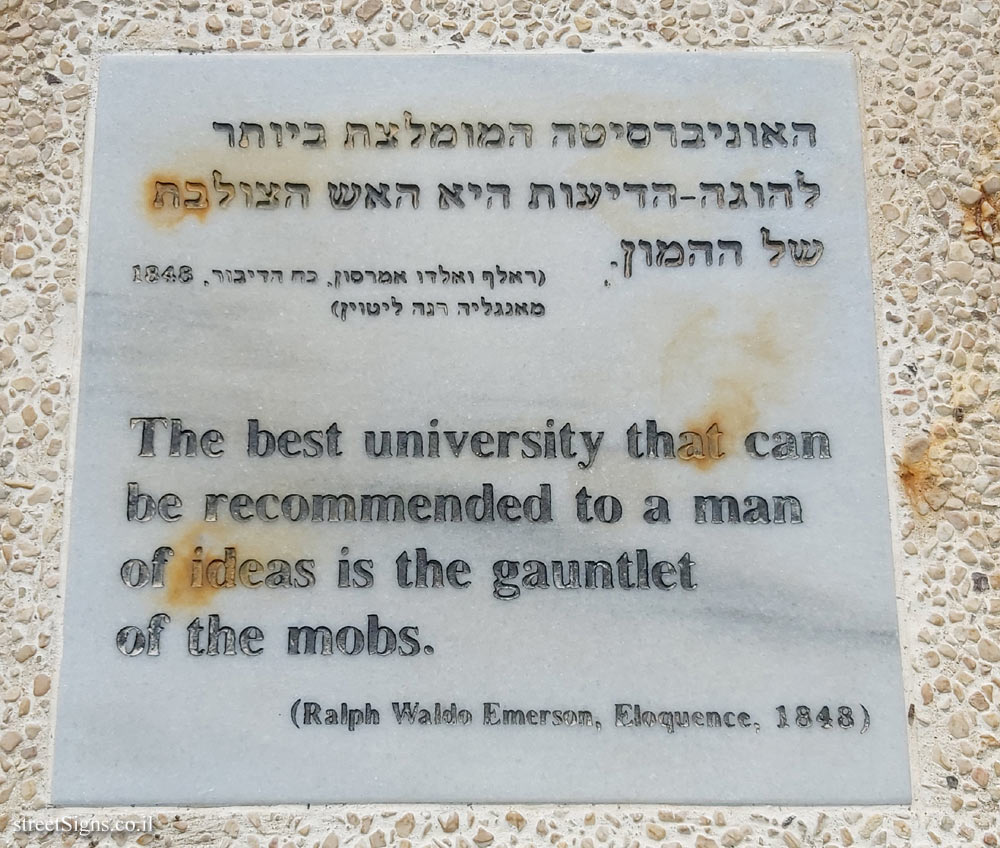 האוניברסיטה המומלצת ביותר
להוגה-הדיעות היא האש הצולבת
של ההמון.
(ראלף ואלדו אמרסון, כח הדיבור, 1848,
מאנגליה רנה ליטוין)
The best university that can
be recommended to a man
of ideas is the gauntlet
of the mobs.
(Ralph Waldo Emerson, Eloquence, 1848)
streetSigns.co.il